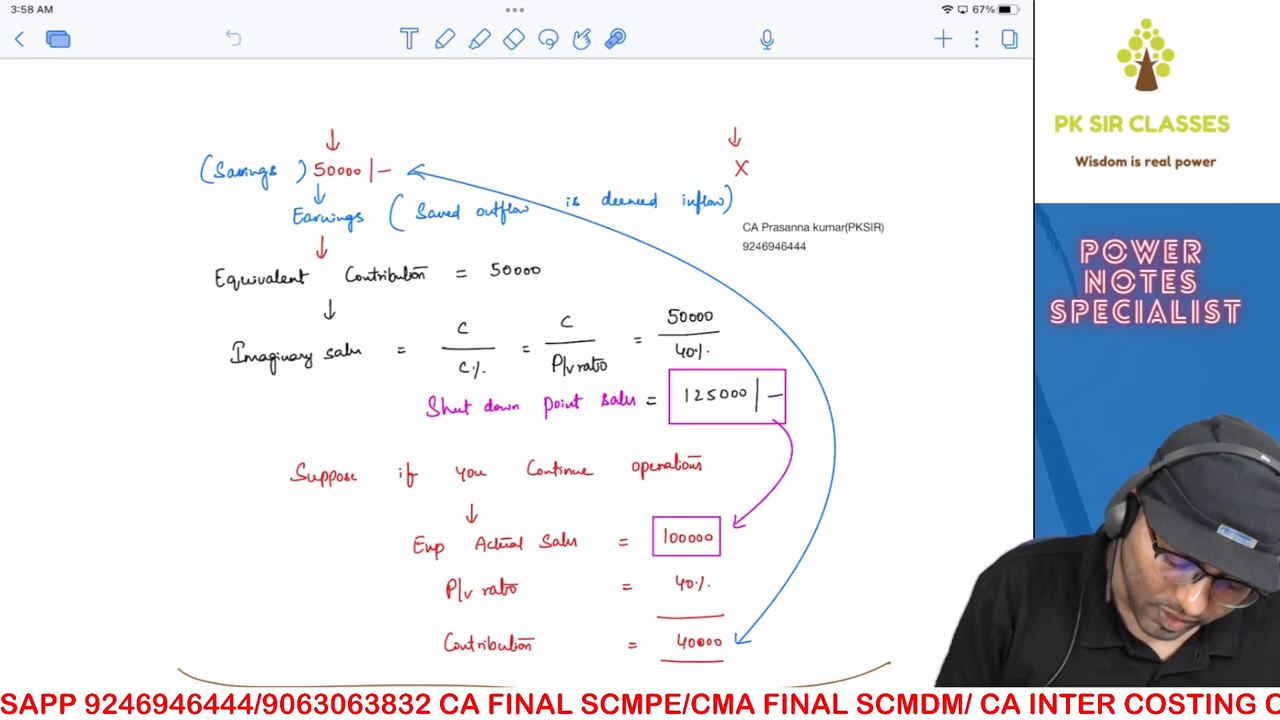 3:58 AM
67%
T
PK SIR CLASSES
Wisdom is real power
(Savings ) 50000/-
X
Earnings ( Saved outflow is deemed inflow)
CA Prasanna kumar(PKSIR)
9246946444
POWER
NOTES
SPECIALIST
Equivalent Contribution = 50000
Imaginary sales = C / C% = C / P/v ratio = 50000 / 40%
Shut down point sales = 125000/-
Suppose if you Continue operations
Exp Actual Sales = 100000
P/v ratio = 40%
Contribution = 40000
SAPP 9246946444/9063063832 CA FINAL SCMPE/CMA FINAL SCMDM/ CA INTER COSTING C